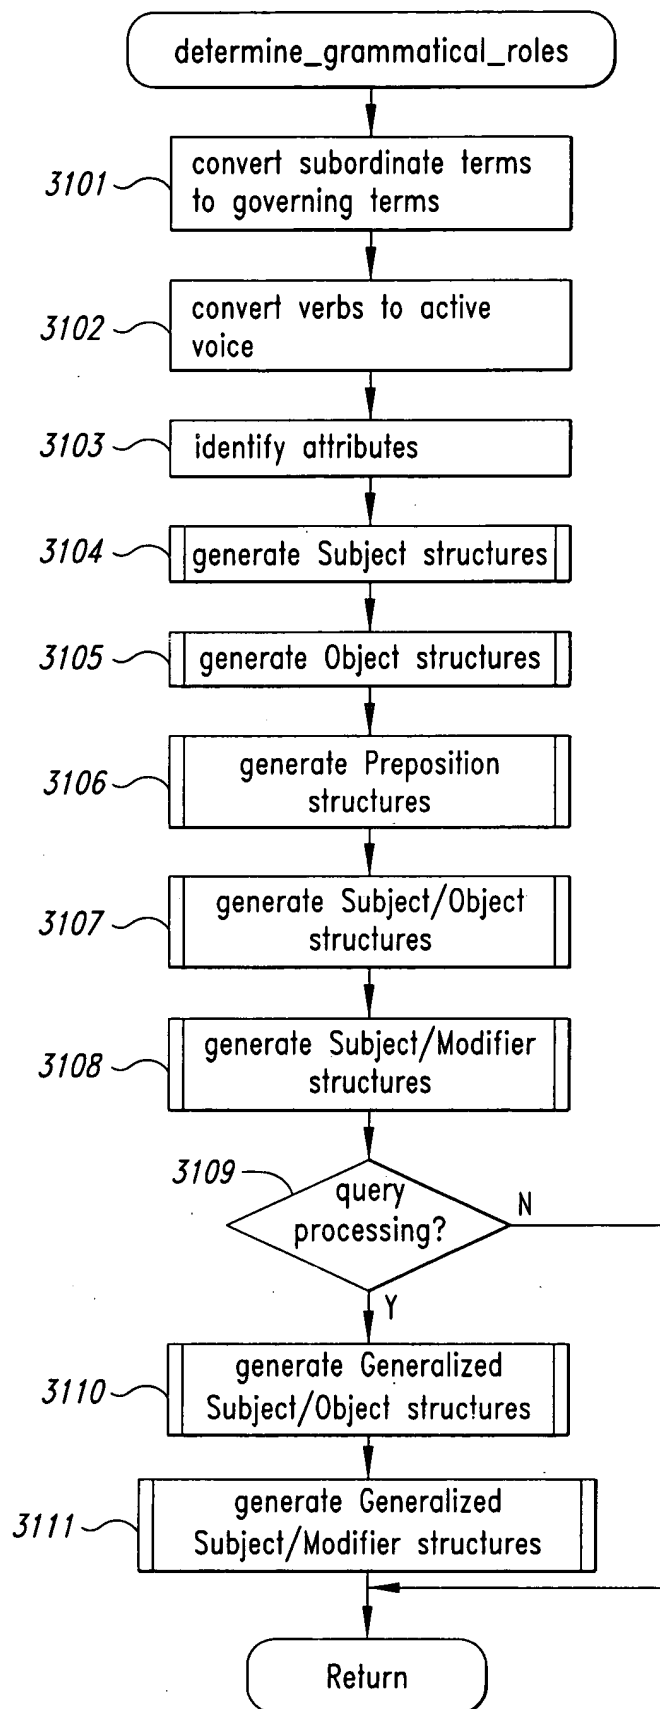 determine_grammatical_roles
3101
convert subordinate terms
to governing terms
3102
convert verbs to active
voice
3103
identify attributes
3104
generate Subject structures
3105
generate Object structures
3106
generate Preposition
structures
3107
generate Subject/Object
structures
3108
generate Subject/Modifier
structures
3109
query
processing?
N
Y
3110
generate Generalized
Subject/Object structures
3111
generate Generalized
Subject/Modifier structures
Return